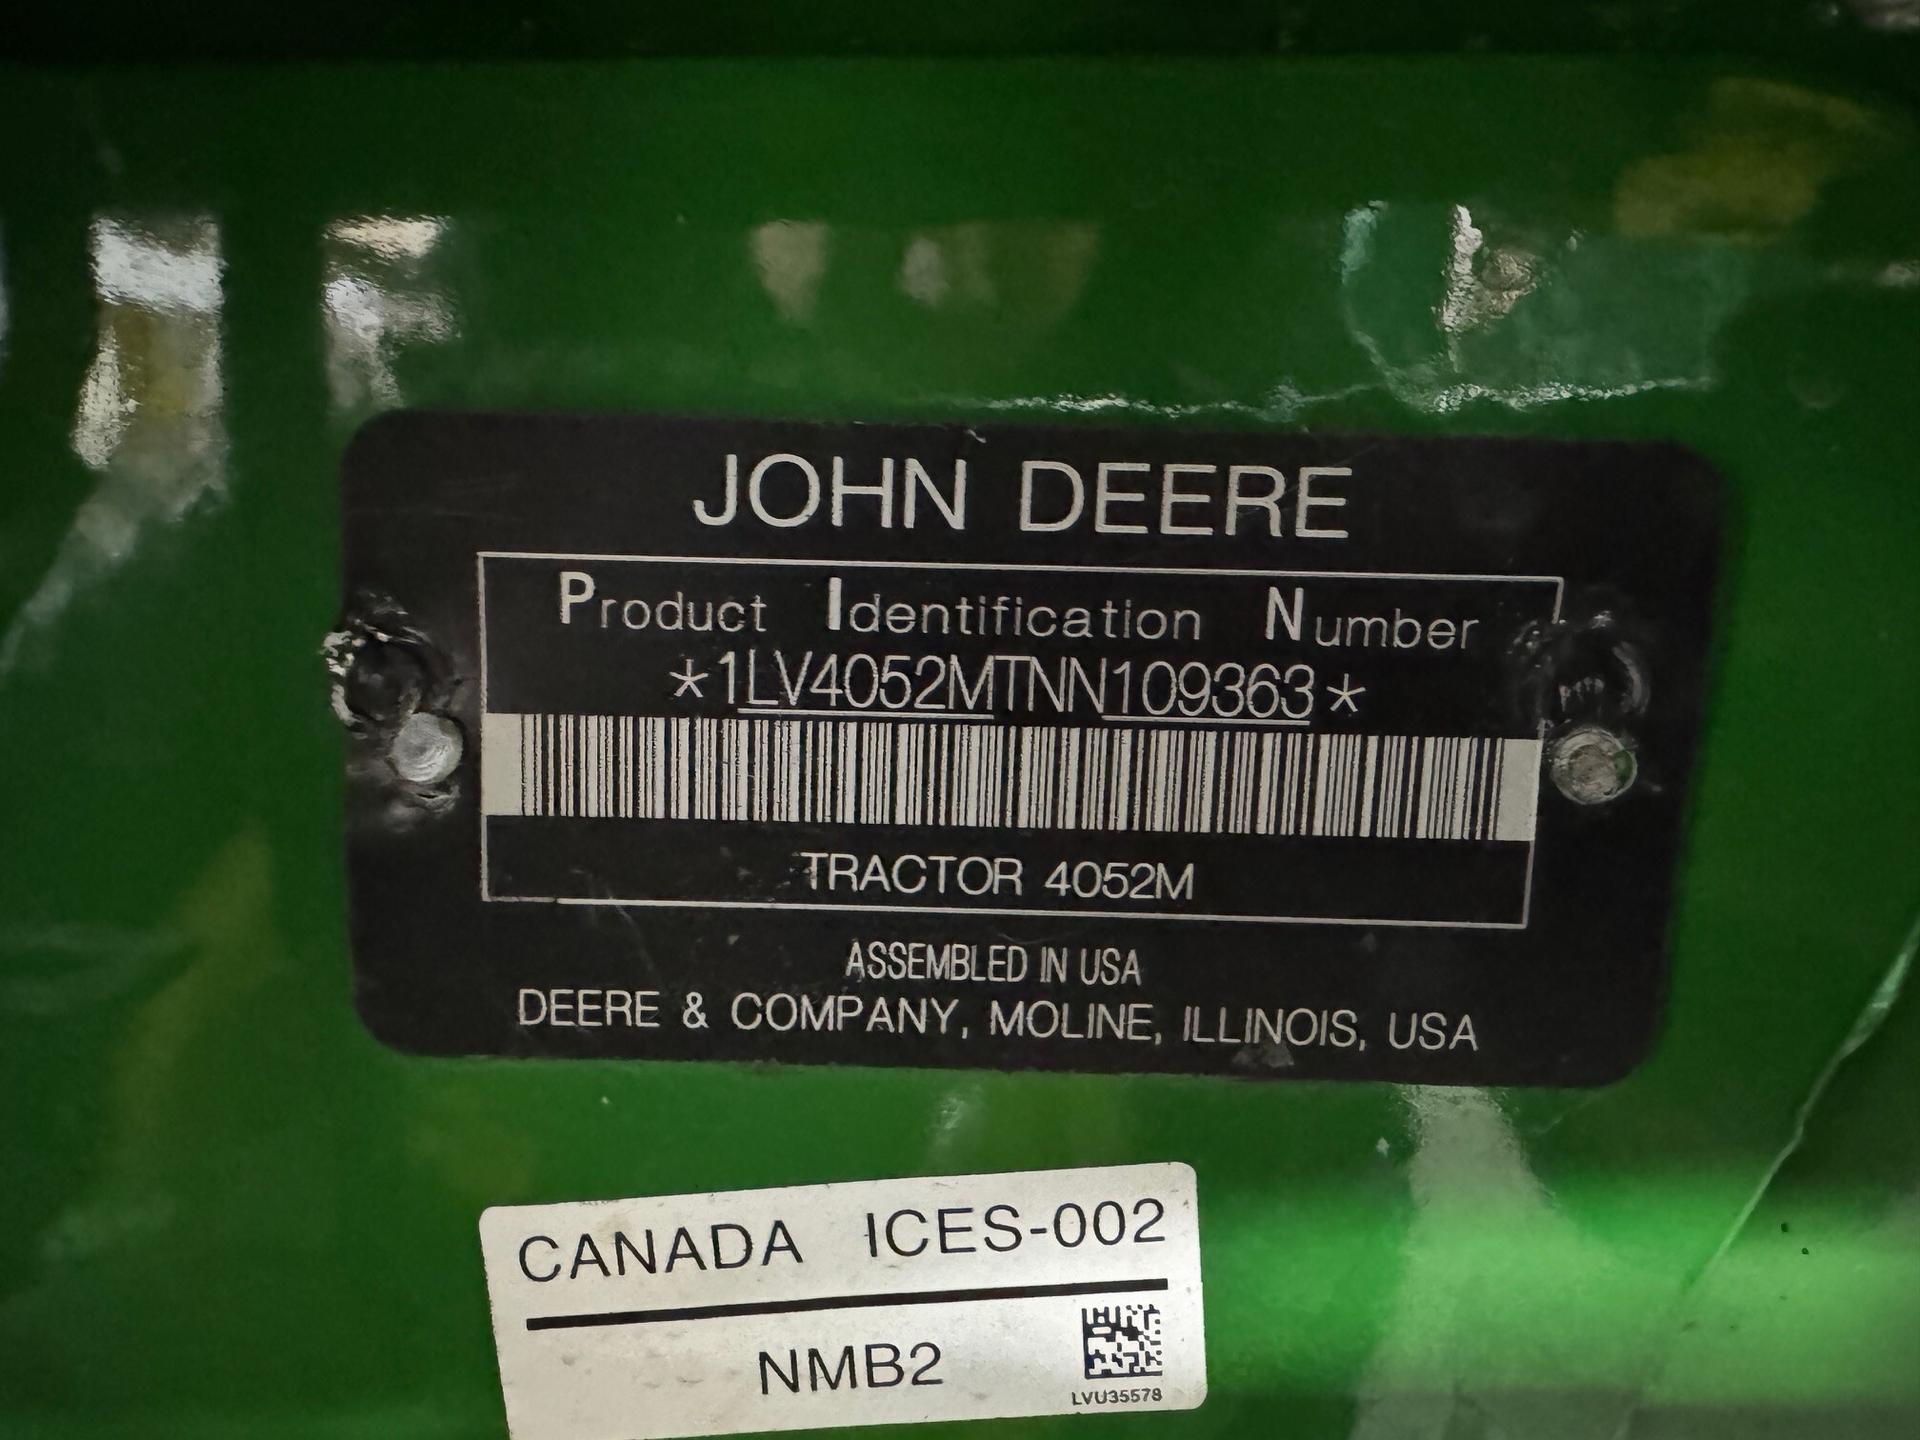 JOHN DEERE
Product Identification Number
*1LV4052MTNN109363*
TRACTOR 4052M
ASSEMBLED IN USA
DEERE & COMPANY, MOLINE, ILLINOIS, USA
CANADA ICES-002
NMB2
LVU35578